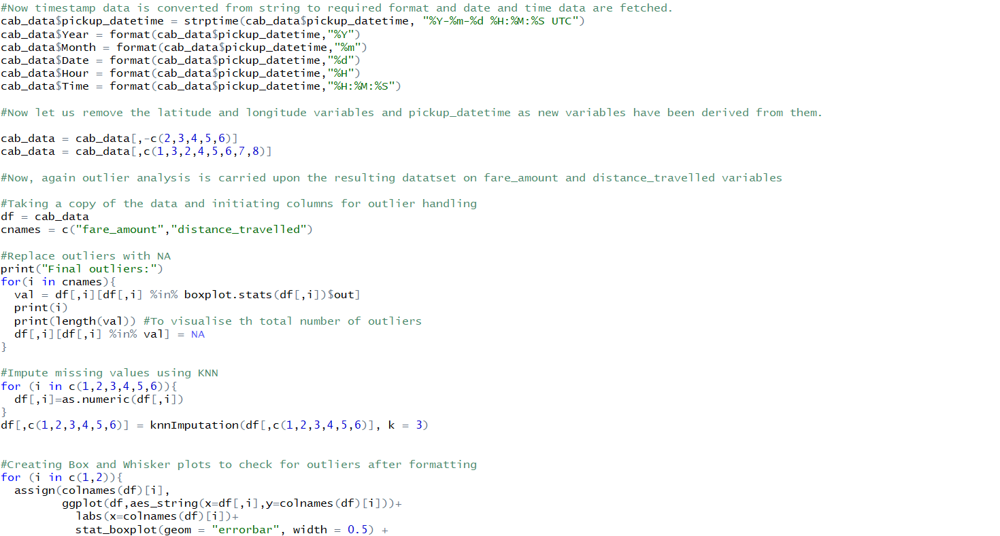 #Now timestamp data is converted from string to required format and date and time data are fetched.
cab_data$pickup_datetime = strptime(cab_data$pickup_datetime, "%Y-%m-%d %H:%M:%S UTC")
cab_data$Year = format(cab_data$pickup_datetime,"%Y")
cab_data$Month = format(cab_data$pickup_datetime,"%m")
cab_data$Date = format(cab_data$pickup_datetime,"%d")
cab_data$Hour = format(cab_data$pickup_datetime,"%H")
cab_data$Time = format(cab_data$pickup_datetime,"%H:%M:%S")
#Now let us remove the latitude and longitude variables and pickup_datetime as new variables have been derived from them.
cab_data = cab_data[,-c(2,3,4,5,6)]
cab_data = cab_data[,c(1,3,2,4,5,6,7,8)]
#Now, again outlier analysis is carried upon the resulting datatset on fare_amount and distance_travelled variables
#Taking a copy of the data and initiating columns for outlier handling
df = cab_data
cnames = c("fare_amount","distance_travelled")
#Replace outliers with NA
print("Final outliers:")
for(i in cnames){
  val = df[,i][df[,i] %in% boxplot.stats(df[,i])$out]
  print(i)
  print(length(val)) #To visualise th total number of outliers
  df[,i][df[,i] %in% val] = NA
}
#Impute missing values using KNN
for (i in c(1,2,3,4,5,6)){
  df[,i]=as.numeric(df[,i])
}
df[,c(1,2,3,4,5,6)] = knnImputation(df[,c(1,2,3,4,5,6)], k = 3)
#Creating Box and Whisker plots to check for outliers after formatting
for (i in c(1,2)){
  assign(colnames(df)[i],
         ggplot(df,aes_string(x=df[,i],y=colnames(df)[i]))+
           labs(x=colnames(df)[i])+
           stat_boxplot(geom = "errorbar", width = 0.5) +